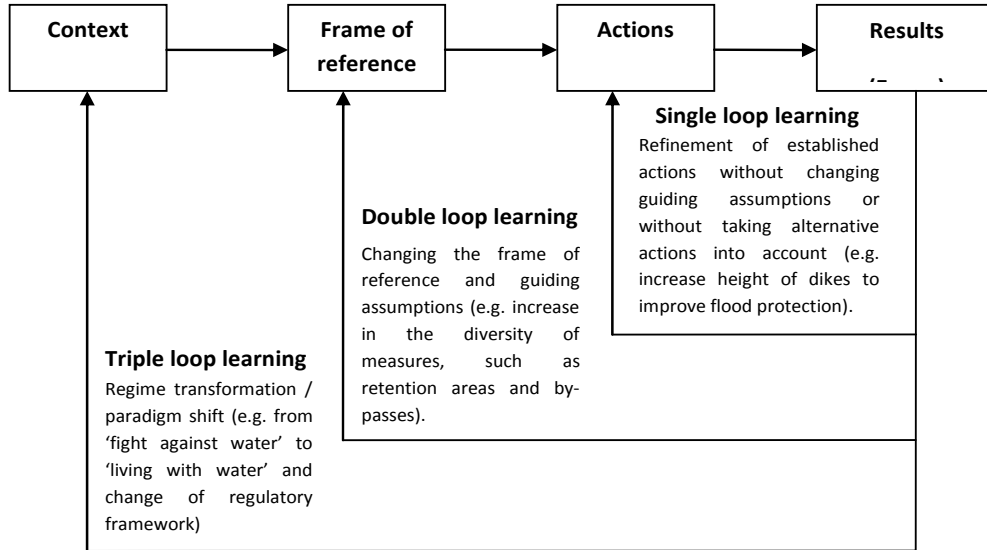 Context
Frame of
reference
Actions
Results
Single loop learning
Refinement of established
actions without changing
guiding assumptions or
without taking alternative
actions into account (e.g.
increase height of dikes to
improve flood protection).
Double loop learning
Changing the frame of
reference and guiding
assumptions (e.g. increase
in the diversity of
measures, such as
retention areas and by-
passes).
Triple loop learning
Regime transformation /
paradigm shift (e.g. from
‘fight against water’ to
‘living with water’ and
change of regulatory
framework)